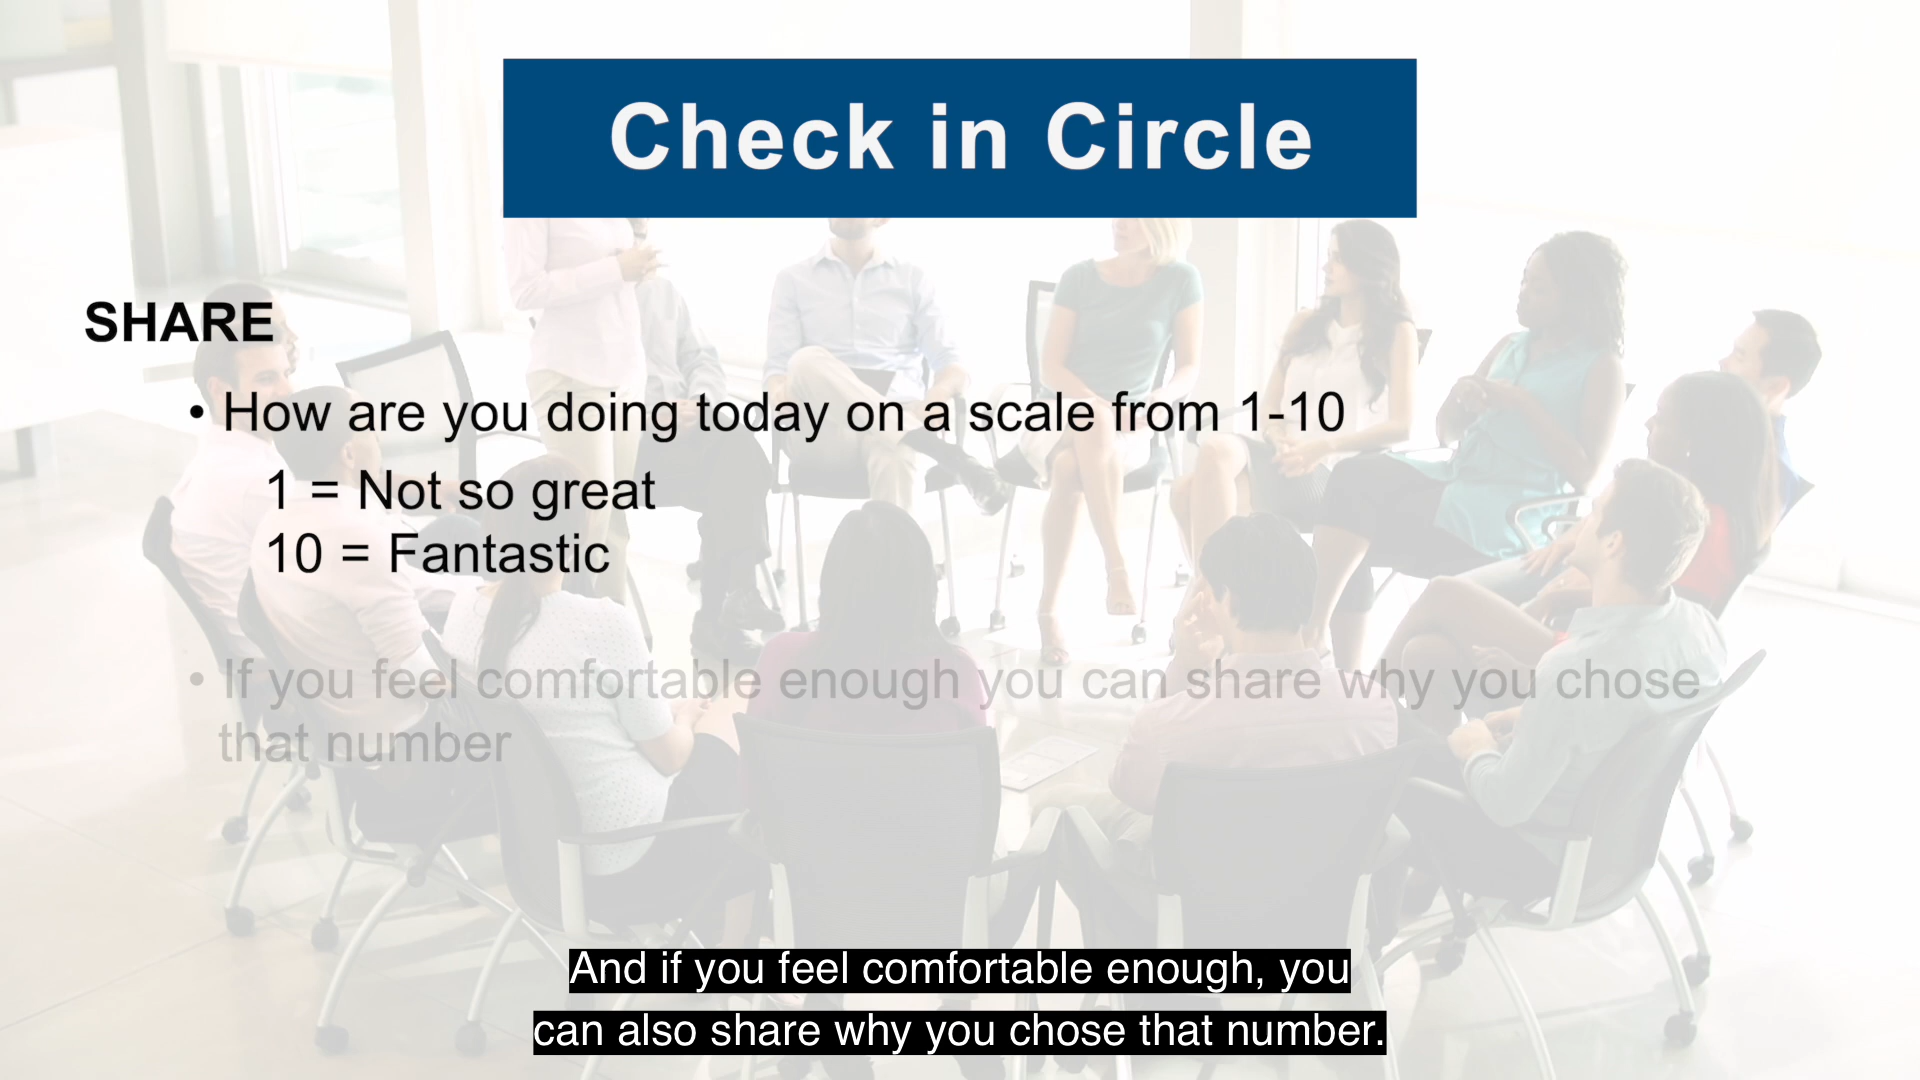 Check in Circle
SHARE
• How are you doing today on a scale from 1-10
1 = Not so great
10 = Fantastic
• If you feel comfortable enough you can share why you chose
that number
And if you feel comfortable enough, you
can also share why you chose that number.